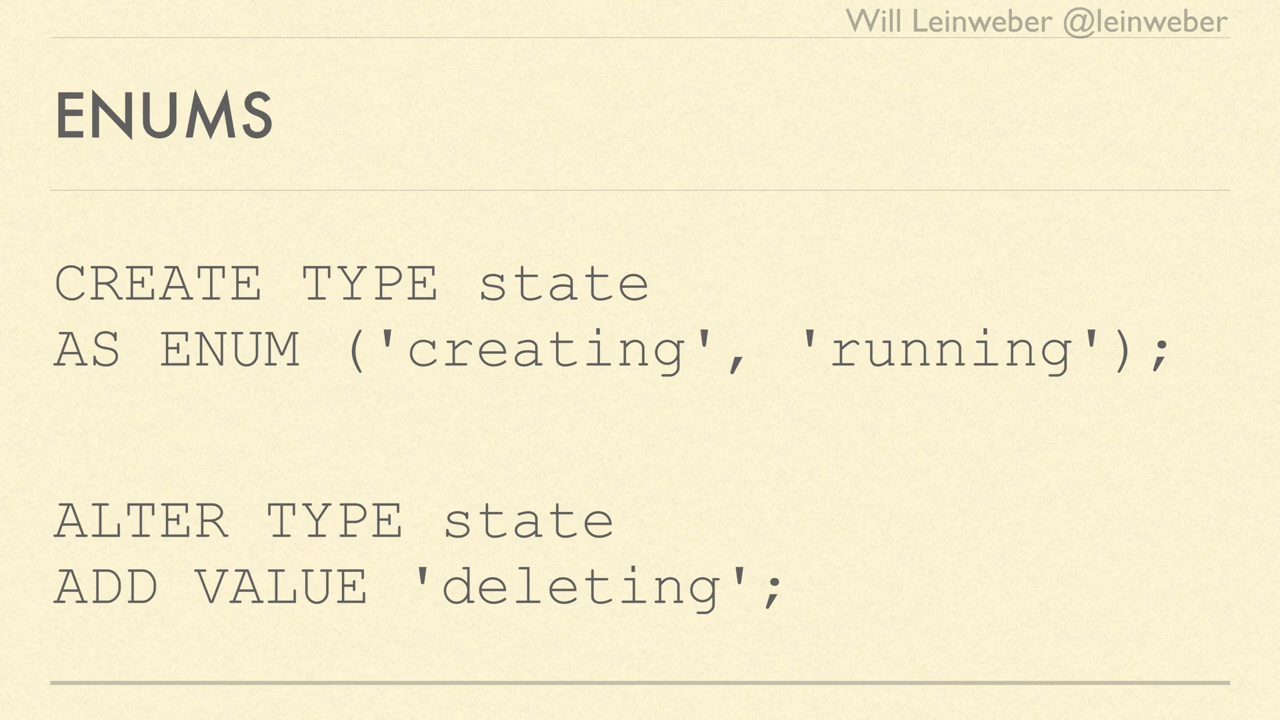 Will Leinweber @leinweber
ENUMS
CREATE TYPE state
AS ENUM ('creating', 'running');
ALTER TYPE state
ADD VALUE 'deleting';